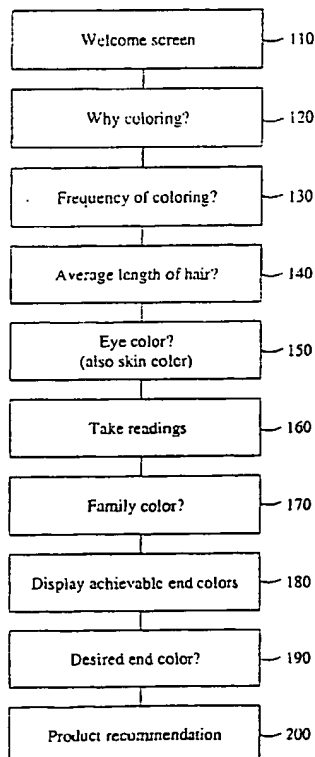 Welcome screen 110
Why coloring? 120
Frequency of coloring? 130
Average length of hair? 140
Eye color? 150
(also skin color)
Take readings 160
Family color? 170
Display achievable end colors 180
Desired end color? 190
Product recommendation 200